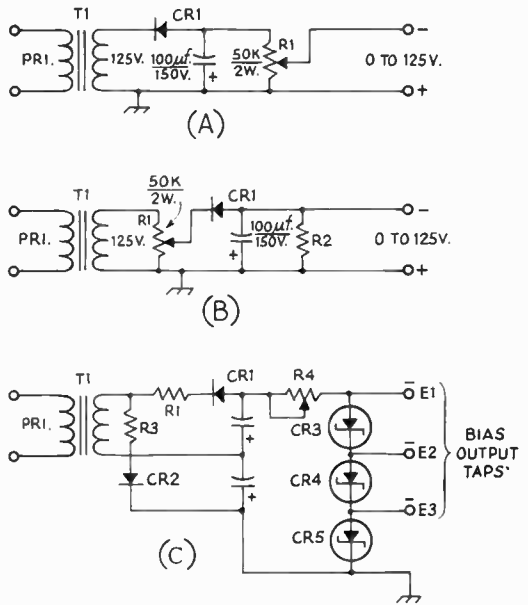 T1
CR1
PRI.
125V.
100µf.
150V.
+
50K
2W.
R1
−
0 TO 125V.
+
(A)
T1
50K
2W.
R1
CR1
PRI.
125V.
100µf.
150V.
+
R2
−
0 TO 125V.
+
(B)
T1
CR1
R4
PRI.
R1
R3
+
CR2
+
CR3
CR4
CR5
− E1
− E2
− E3
BIAS
OUTPUT
TAPS
(C)